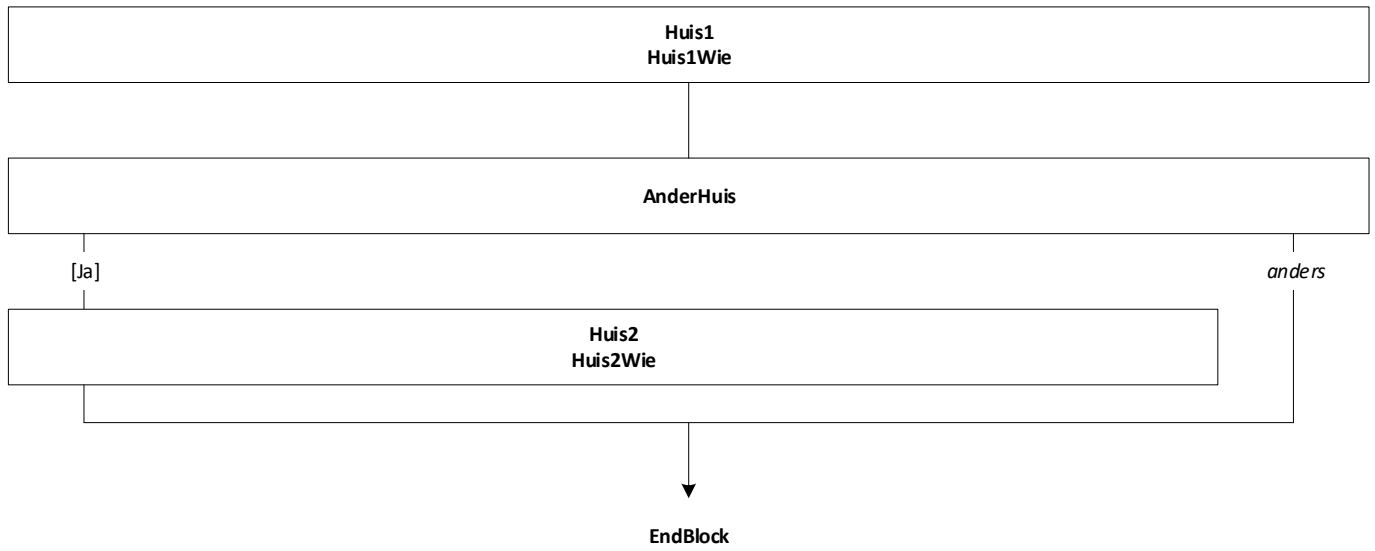 Huis1
Huis1Wie
AnderHuis
[Ja]
anders
Huis2
Huis2Wie
EndBlock